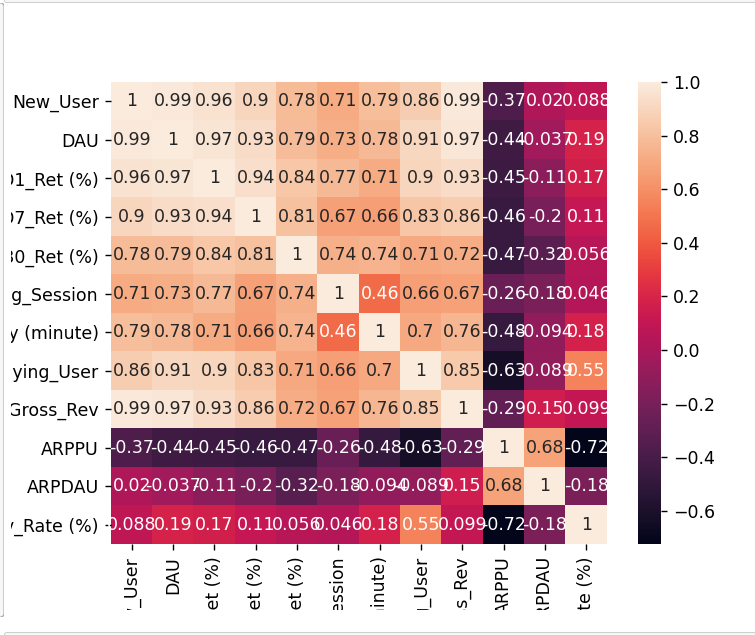 New_User 1 0.99 0.96 0.9 0.78 0.71 0.79 0.86 0.99 -0.37 0.02 0.088 1.0
DAU 0.99 1 0.97 0.93 0.79 0.73 0.78 0.91 0.97 -0.44 -0.037 0.19 0.8
01_Ret (%) 0.96 0.97 1 0.94 0.84 0.77 0.71 0.9 0.93 -0.45 -0.11 0.17
07_Ret (%) 0.9 0.93 0.94 1 0.81 0.67 0.66 0.83 0.86 -0.46 -0.2 0.11 0.6
30_Ret (%) 0.78 0.79 0.84 0.81 1 0.74 0.74 0.71 0.72 -0.47 -0.32 0.056 0.4
g_Session 0.71 0.73 0.77 0.67 0.74 1 0.46 0.66 0.67 -0.26 -0.18 0.046 0.2
y (minute) 0.79 0.78 0.71 0.66 0.74 0.46 1 0.7 0.76 -0.48 -0.094 0.18 0.0
ying_User 0.86 0.91 0.9 0.83 0.71 0.66 0.7 1 0.85 -0.63 -0.089 0.55
Gross_Rev 0.99 0.97 0.93 0.86 0.72 0.67 0.76 0.85 1 -0.29 0.15 0.099 −0.2
ARPPU -0.37 -0.44 -0.45 -0.46 -0.47 -0.26 -0.48 -0.63 -0.29 1 0.68 -0.72 −0.4
ARPDAU 0.02 -0.037 -0.11 -0.2 -0.32 -0.18 -0.094 -0.089 0.15 0.68 1 -0.18
_Rate (%) 0.088 0.19 0.17 0.11 0.056 0.046 0.18 0.55 0.099 -0.72 -0.18 1 −0.6
_User DAU et (%) et (%) et (%) ession inute) _User s_Rev ARPPU RPDAU te (%)